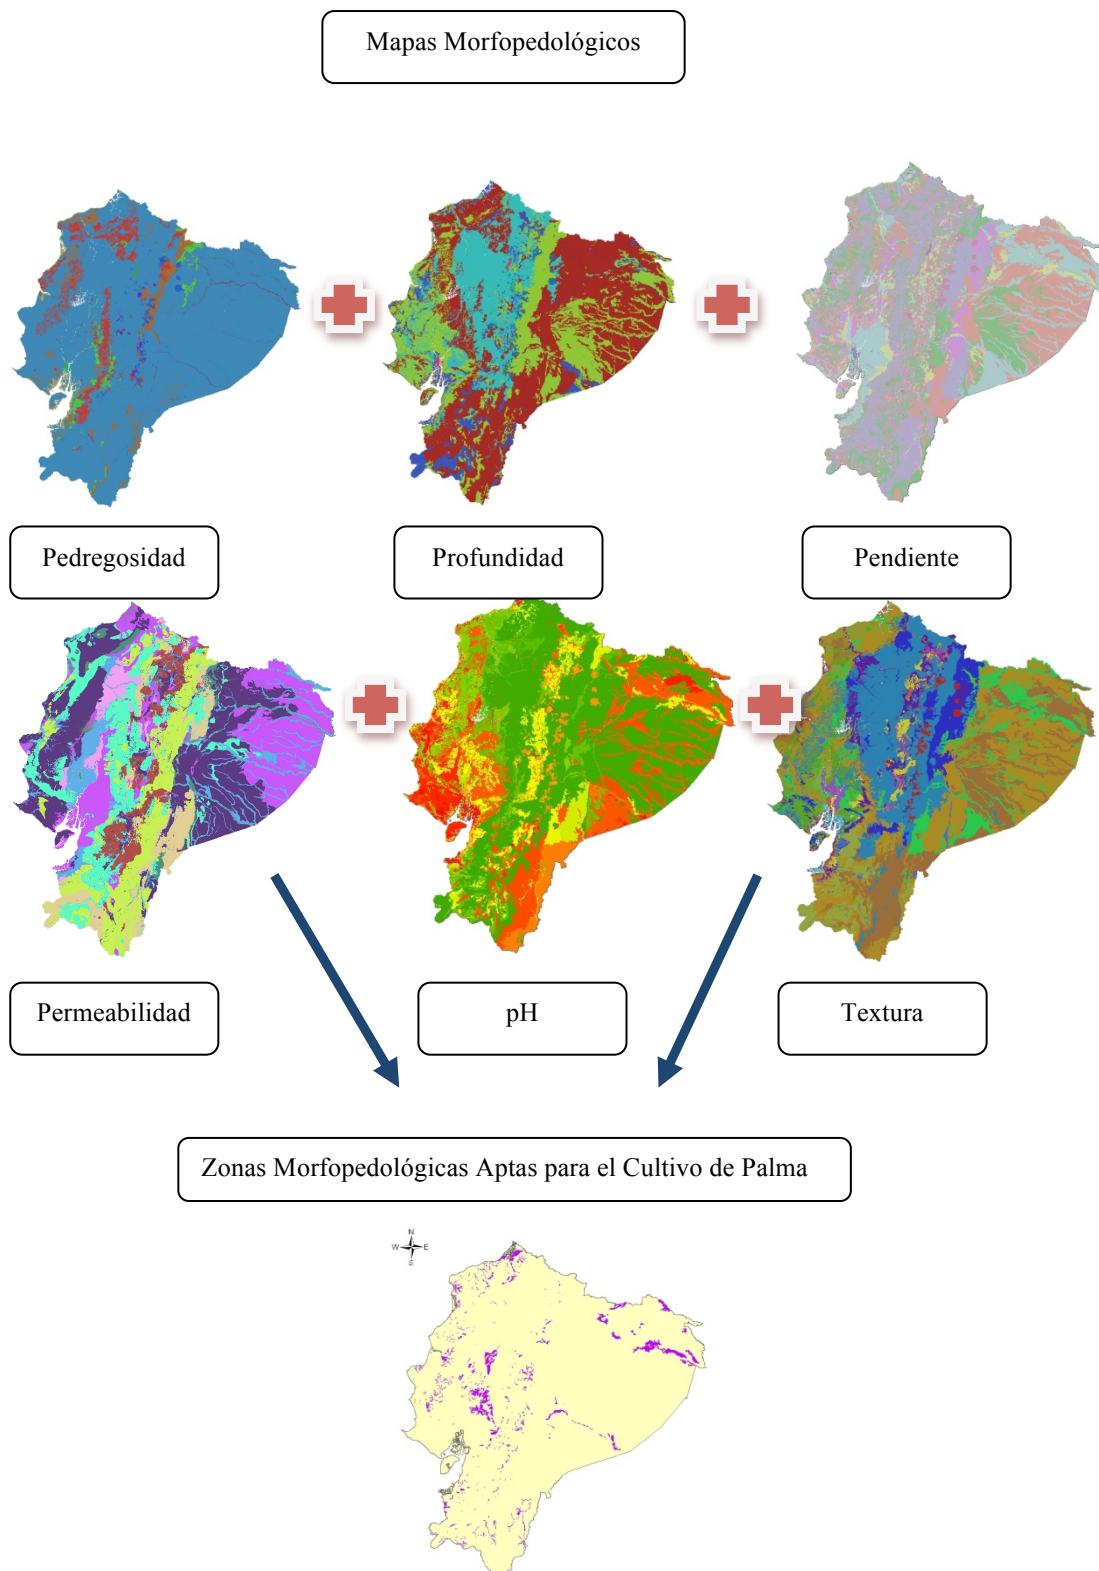 Mapas Morfopedológicos
Pedregosidad
Profundidad
Pendiente
Permeabilidad
pH
Textura
Zonas Morfopedológicas Aptas para el Cultivo de Palma
N
W E
S